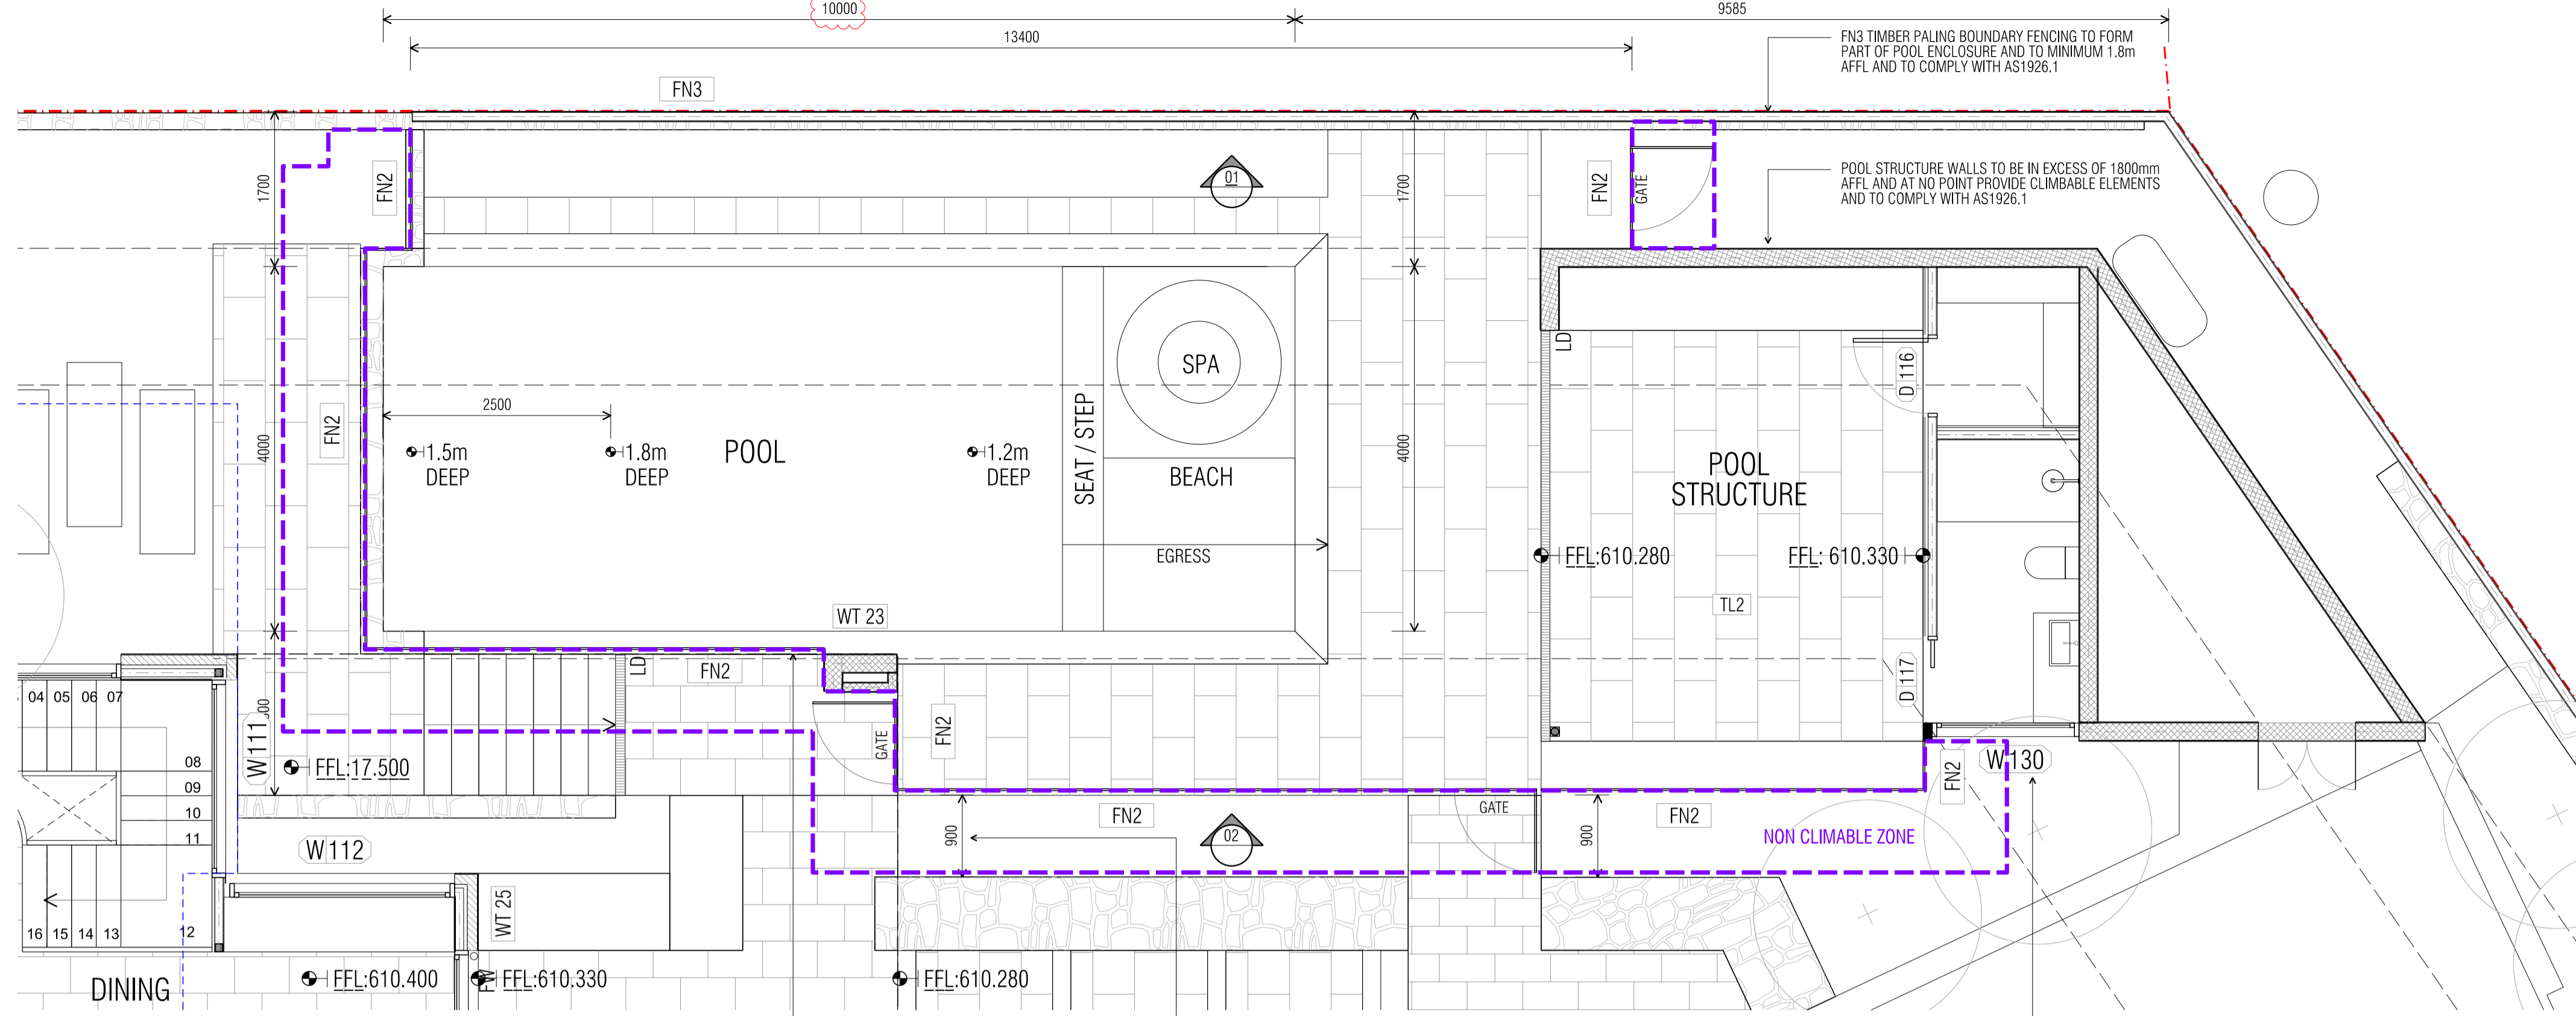 10000
9585
13400
FN3 TIMBER PALING BOUNDARY FENCING TO FORM
PART OF POOL ENCLOSURE AND TO MINIMUM 1.8m
AFFL AND TO COMPLY WITH AS1926.1
FN3
POOL STRUCTURE WALLS TO BE IN EXCESS OF 1800mm
AFFL AND AT NO POINT PROVIDE CLIMBABLE ELEMENTS
AND TO COMPLY WITH AS1926.1
1700
FN2
01
1700
FN2
GATE
LD
SPA
D 116
2500
FN2
4000
1.5m
DEEP
1.8m
DEEP
POOL
1.2m
DEEP
SEAT / STEP
BEACH
4000
POOL
STRUCTURE
EGRESS
FFL:610.280
FFL: 610.330
TL2
WT 23
LD
FN2
D 117
04 05 06 07
W111
FN2
GATE
08
FFL:17.500
09
10
11
W112
W 130
FN2
900
FN2
02
GATE
900
FN2
NON CLIMABLE ZONE
WT 25
16 15 14 13
12
DINING
FFL:610.400
FFL:610.330
FFL:610.280